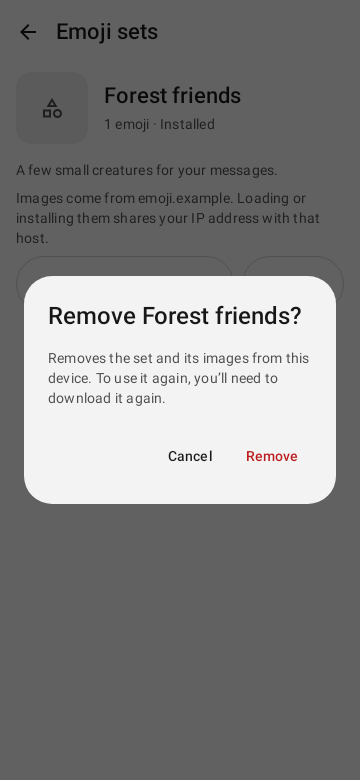 Emoji sets
Forest friends
1 emoji · Installed
A few small creatures for your messages.
Images come from emoji.example. Loading or
installing them shares your IP address with that
host.
Remove Forest friends?
Removes the set and its images from this
device. To use it again, you’ll need to
download it again.
Cancel
Remove